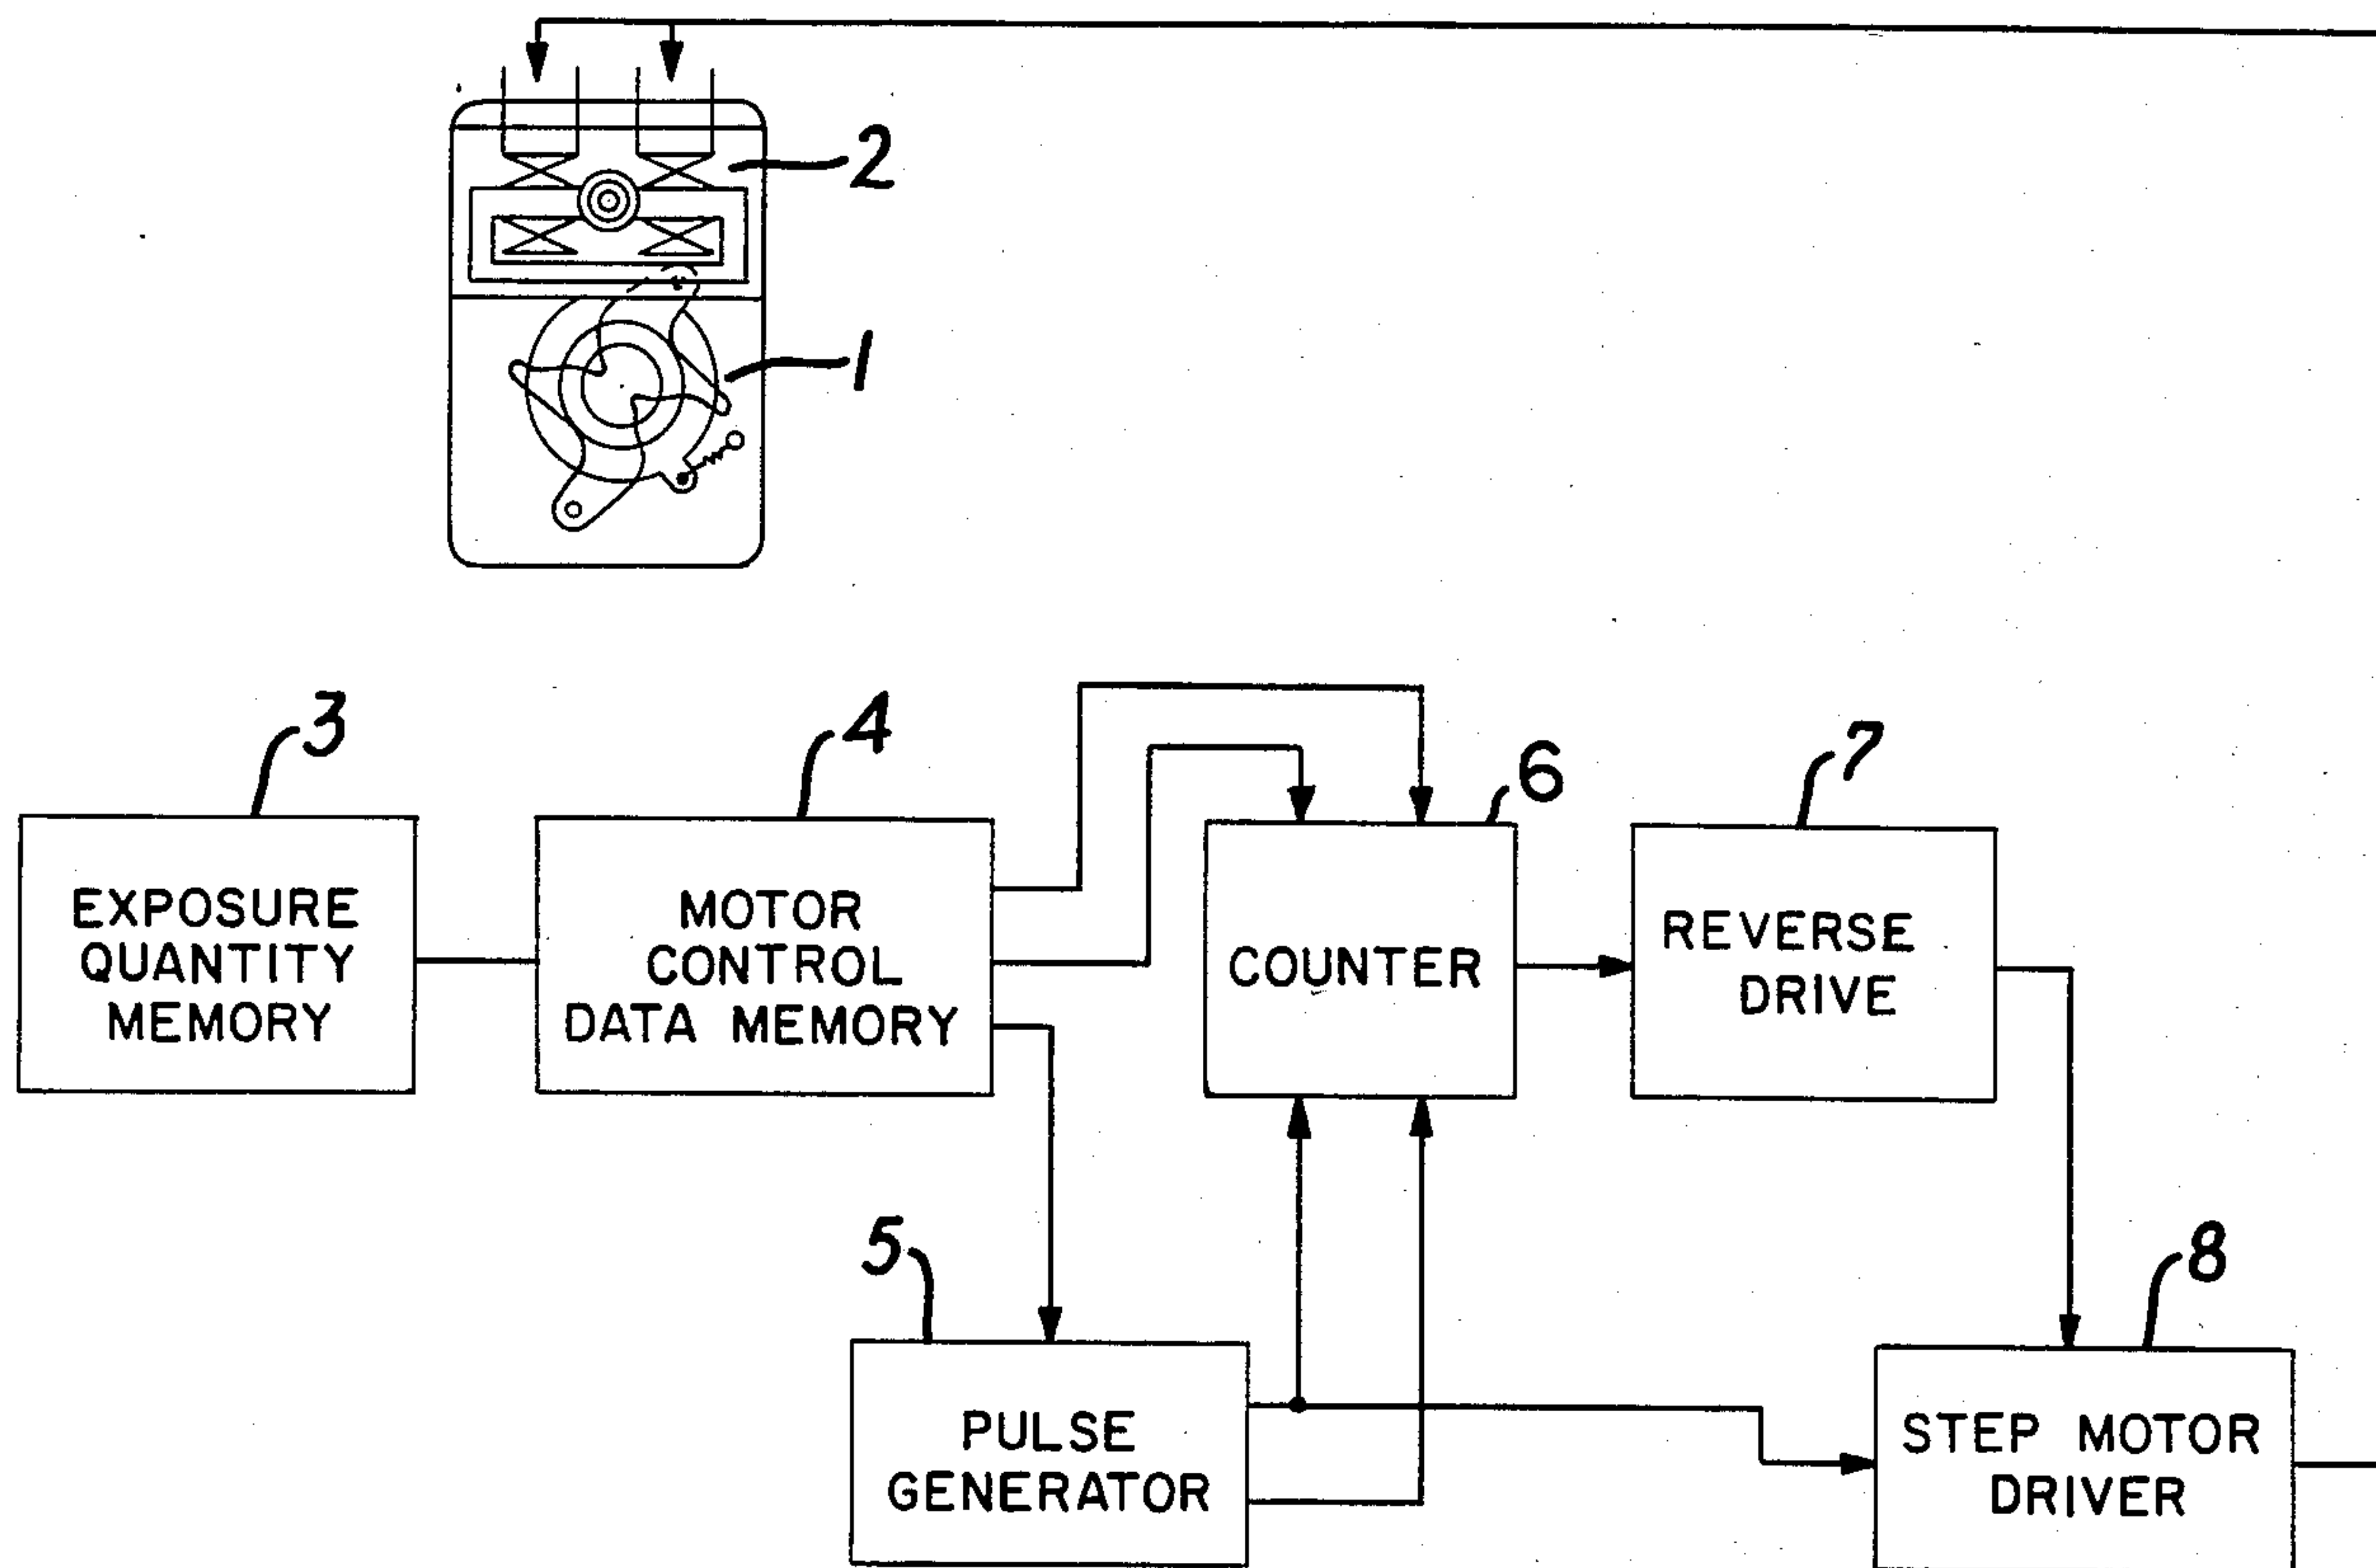 2
1
3
4
6
7
EXPOSURE
QUANTITY
MEMORY
MOTOR
CONTROL
DATA MEMORY
COUNTER
REVERSE
DRIVE
5
8
PULSE
GENERATOR
STEP MOTOR
DRIVER